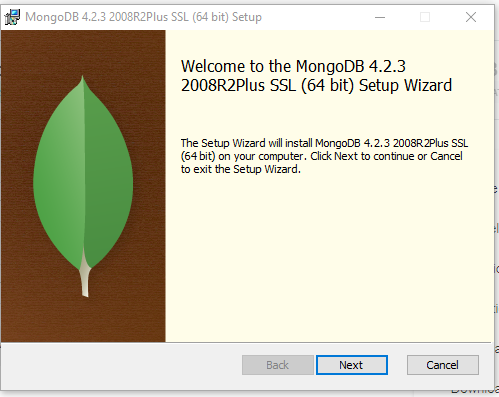 MongoDB 4.2.3 2008R2Plus SSL (64 bit) Setup
Welcome to the MongoDB 4.2.3
2008R2Plus SSL (64 bit) Setup Wizard
The Setup Wizard will install MongoDB 4.2.3 2008R2Plus SSL
(64 bit) on your computer. Click Next to continue or Cancel
to exit the Setup Wizard.
Back
Next
Cancel